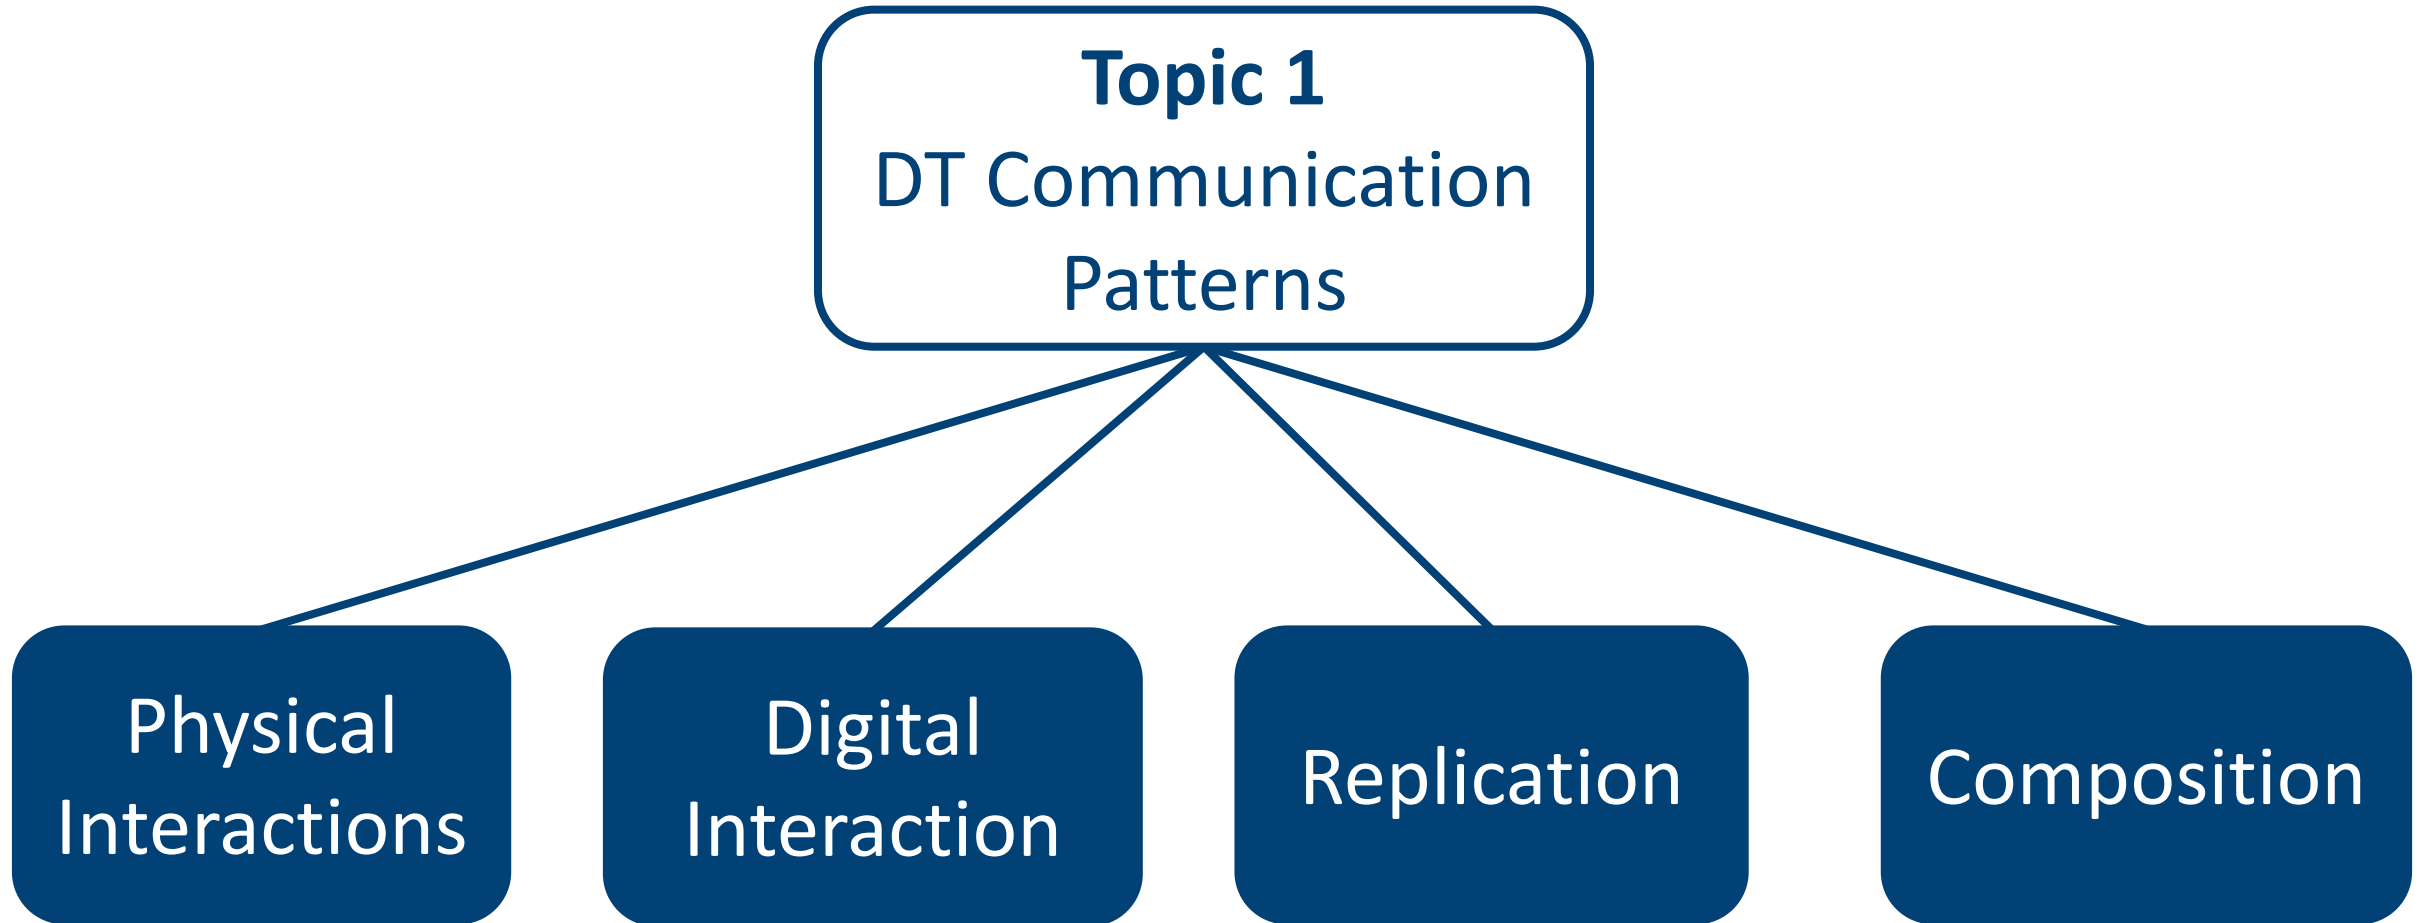 Topic 1
DT Communication
Patterns
Physical
Interactions
Digital
Interaction
Replication
Composition